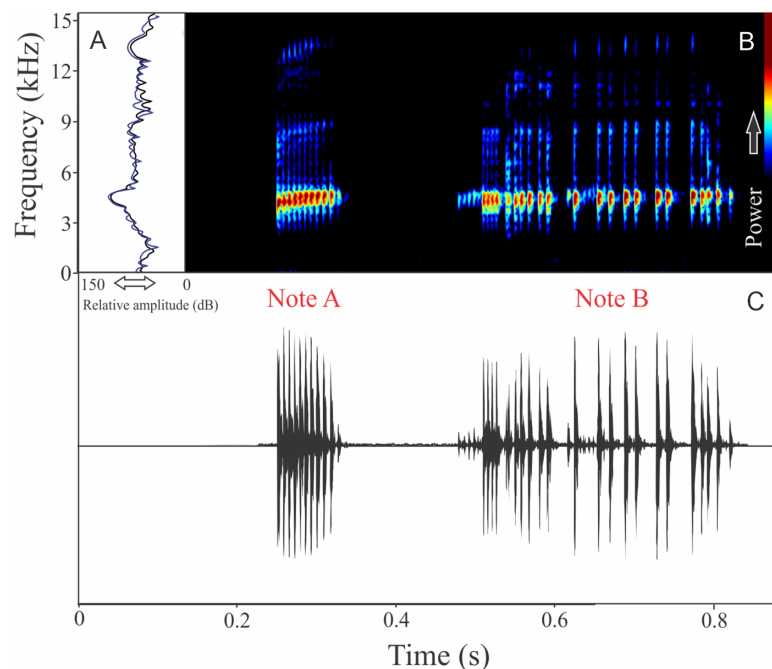 A
B
15
12
9
6
3
0
Frequency (kHz)
Power
150
0
Relative amplitude (dB)
Note A
Note B
C
0
0.2
0.4
0.6
0.8
Time (s)